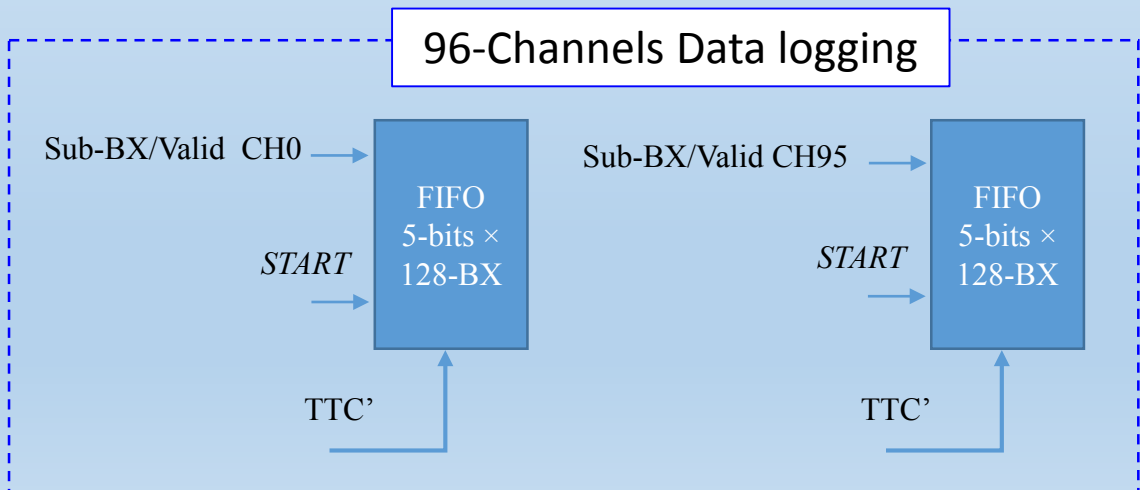 96-Channels Data logging
Sub-BX/Valid CH0
FIFO
5-bits ×
128-BX
START
TTC’
Sub-BX/Valid CH95
FIFO
5-bits ×
128-BX
START
TTC’